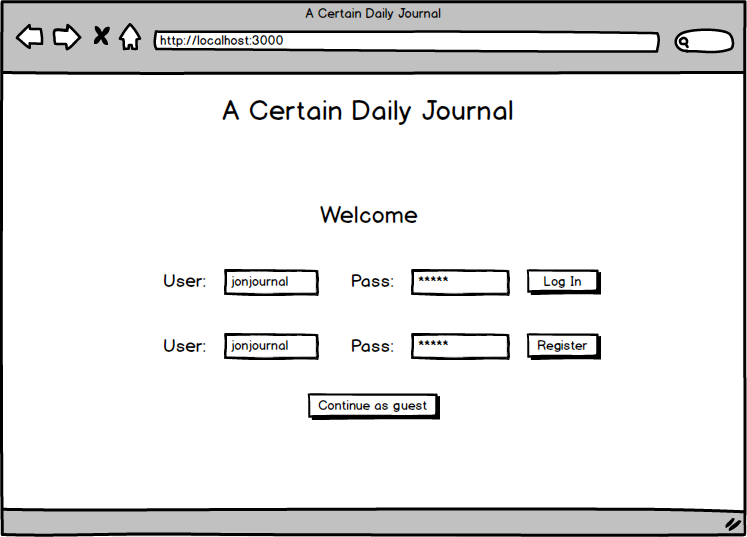 A Certain Daily Journal
http://localhost:3000
A Certain Daily Journal
Welcome
User: jonjournal Pass: ***** Log In
User: jonjournal Pass: ***** Register
Continue as guest